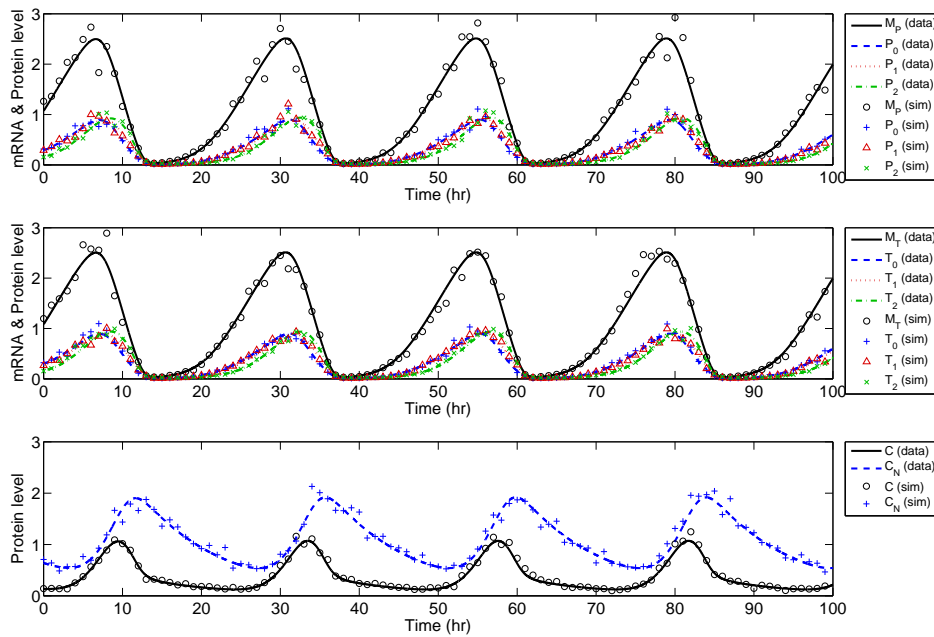 mRNA & Protein level
3
2
1
0
0 10 20 30 40 50 60 70 80 90 100
Time (hr)
M_P (data)
P_0 (data)
P_1 (data)
P_2 (data)
M_P (sim)
P_0 (sim)
P_1 (sim)
P_2 (sim)
mRNA & Protein level
3
2
1
0
0 10 20 30 40 50 60 70 80 90 100
Time (hr)
M_T (data)
T_0 (data)
T_1 (data)
T_2 (data)
M_T (sim)
T_0 (sim)
T_1 (sim)
T_2 (sim)
Protein level
3
2
1
0
0 10 20 30 40 50 60 70 80 90 100
Time (hr)
C (data)
C_N (data)
C (sim)
C_N (sim)